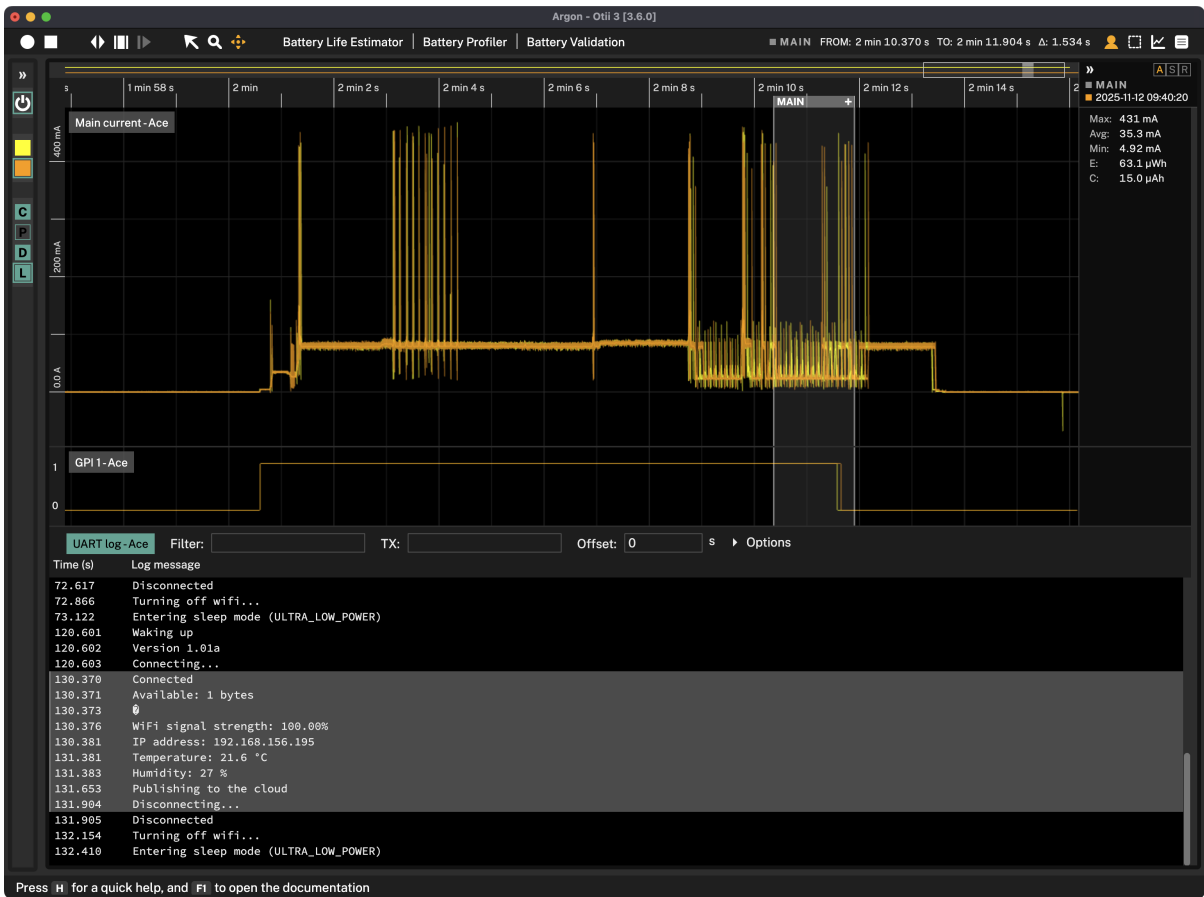 Argon - Otii 3 [3.6.0]
Battery Life Estimator Battery Profiler Battery Validation MAIN FROM: 2 min 10.370 s TO: 2 min 11.904 s Δ: 1.534 s
» » A S R
s 1 min 58 s 2 min 2 min 2 s 2 min 4 s 2 min 6 s 2 min 8 s 2 min 10 s 2 min 12 s 2 min 14 s 2
MAIN
2025-11-12 09:40:20
MAIN +
Main current - Ace
Max: 431 mA
Avg: 35.3 mA
Min: 4.92 mA
E: 63.1 µWh
C: 15.0 µAh
400 mA
200 mA
0.0 A
C
P
D
L
GPI 1 - Ace
1
0
UART log - Ace Filter: TX: Offset: 0 s Options
Time (s) Log message
72.617 Disconnected
72.866 Turning off wifi...
73.122 Entering sleep mode (ULTRA_LOW_POWER)
120.601 Waking up
120.602 Version 1.01a
120.603 Connecting...
130.370 Connected
130.371 Available: 1 bytes
130.373 �
130.376 WiFi signal strength: 100.00%
130.381 IP address: 192.168.156.195
131.381 Temperature: 21.6 °C
131.383 Humidity: 27 %
131.653 Publishing to the cloud
131.904 Disconnecting...
131.905 Disconnected
132.154 Turning off wifi...
132.410 Entering sleep mode (ULTRA_LOW_POWER)
Press H for a quick help, and F1 to open the documentation